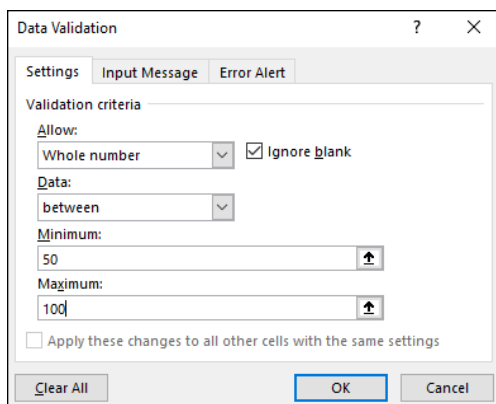 Data Validation ?
Settings Input Message Error Alert
Validation criteria
Allow:
Whole number Ignore blank
Data:
between
Minimum:
50
Maximum:
100
Apply these changes to all other cells with the same settings
Clear All OK Cancel